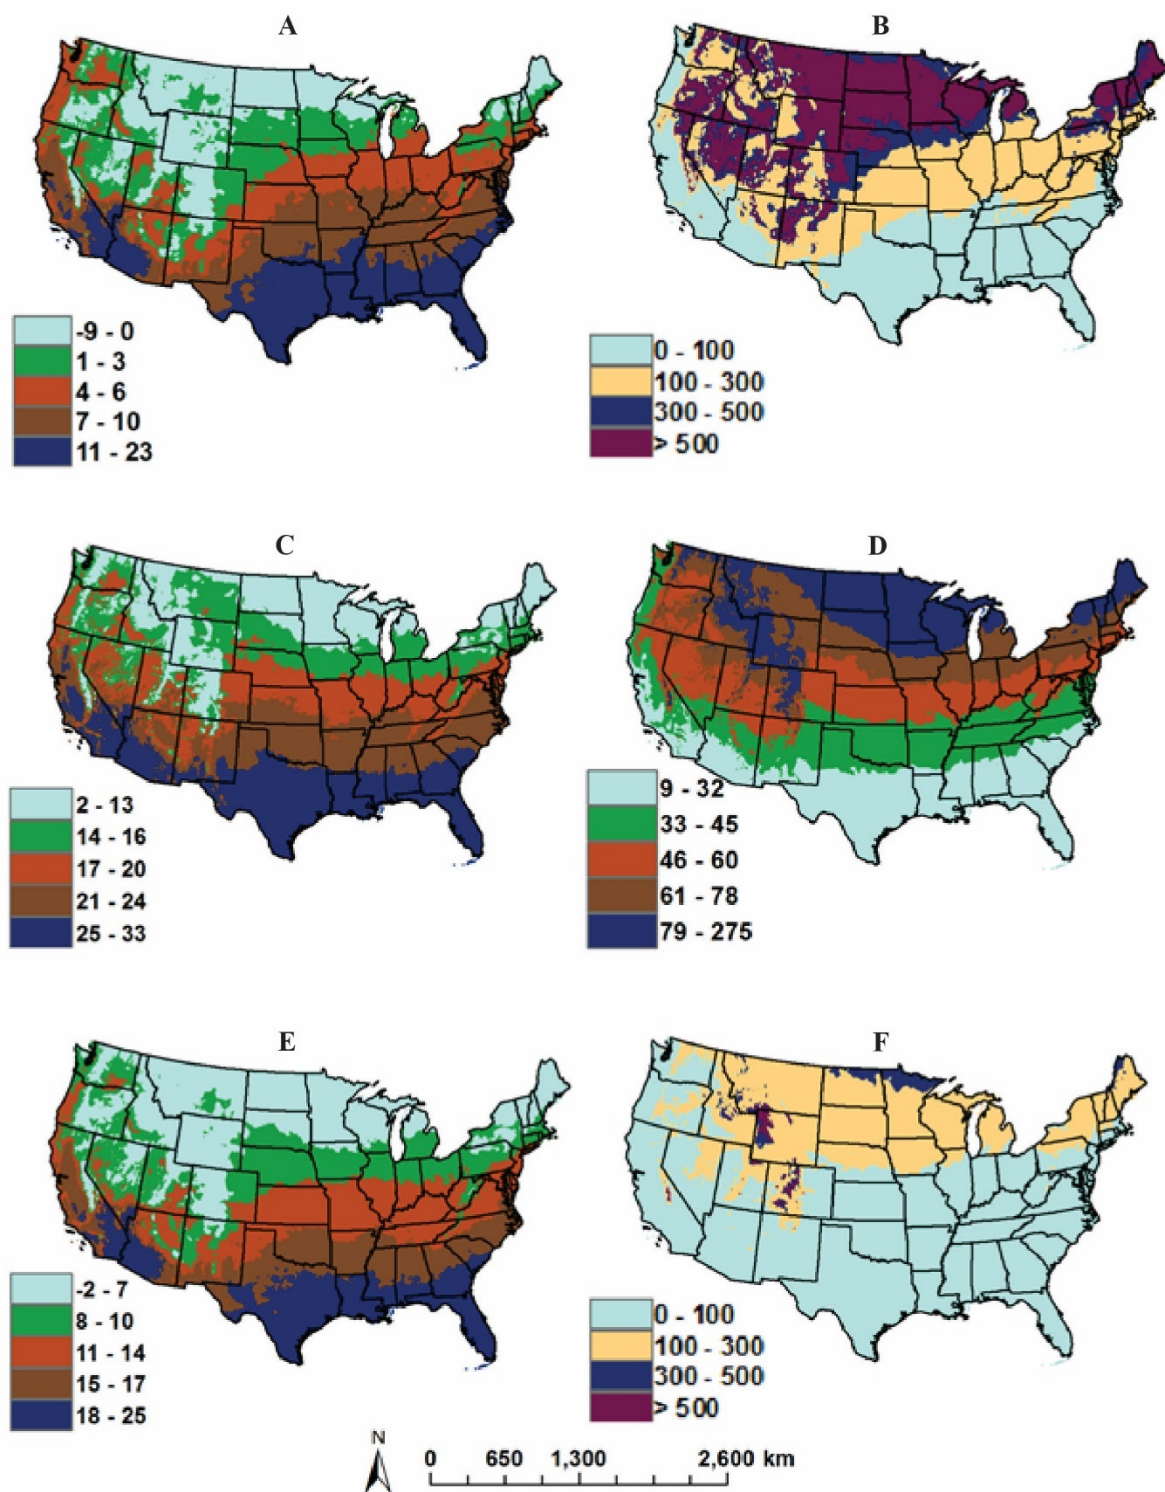 A
B
-9 - 0
1 - 3
4 - 6
7 - 10
11 - 23
0 - 100
100 - 300
300 - 500
> 500
C
D
2 - 13
14 - 16
17 - 20
21 - 24
25 - 33
9 - 32
33 - 45
46 - 60
61 - 78
79 - 275
E
F
-2 - 7
8 - 10
11 - 14
15 - 17
18 - 25
0 - 100
100 - 300
300 - 500
> 500
N
0 650 1,300 2,600 km